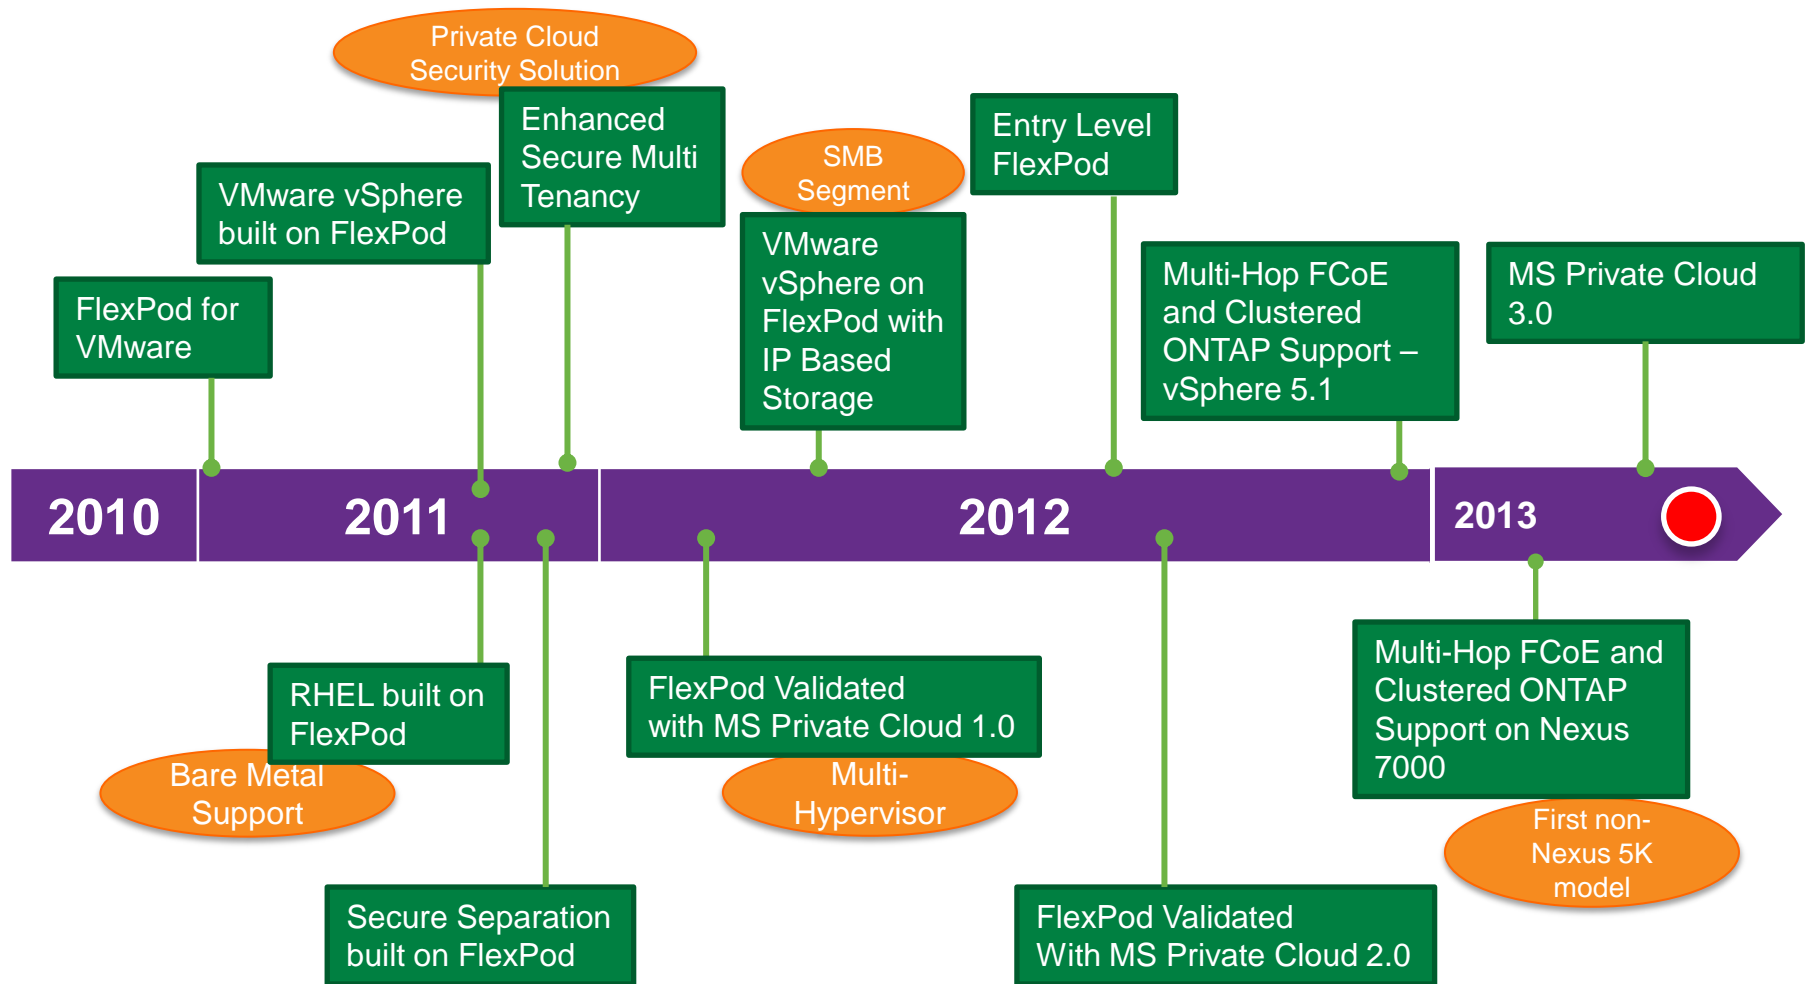 Private Cloud
Security Solution
Enhanced
Secure Multi
Tenancy
VMware vSphere
built on FlexPod
FlexPod for
VMware
SMB
Segment
VMware
vSphere on
FlexPod with
IP Based
Storage
Entry Level
FlexPod
Multi-Hop FCoE
and Clustered
ONTAP Support –
vSphere 5.1
MS Private Cloud
3.0
2010
2011
2012
2013
RHEL built on
FlexPod
Bare Metal
Support
Secure Separation
built on FlexPod
FlexPod Validated
with MS Private Cloud 1.0
Multi-
Hypervisor
FlexPod Validated
With MS Private Cloud 2.0
Multi-Hop FCoE and
Clustered ONTAP
Support on Nexus
7000
First non-
Nexus 5K
model